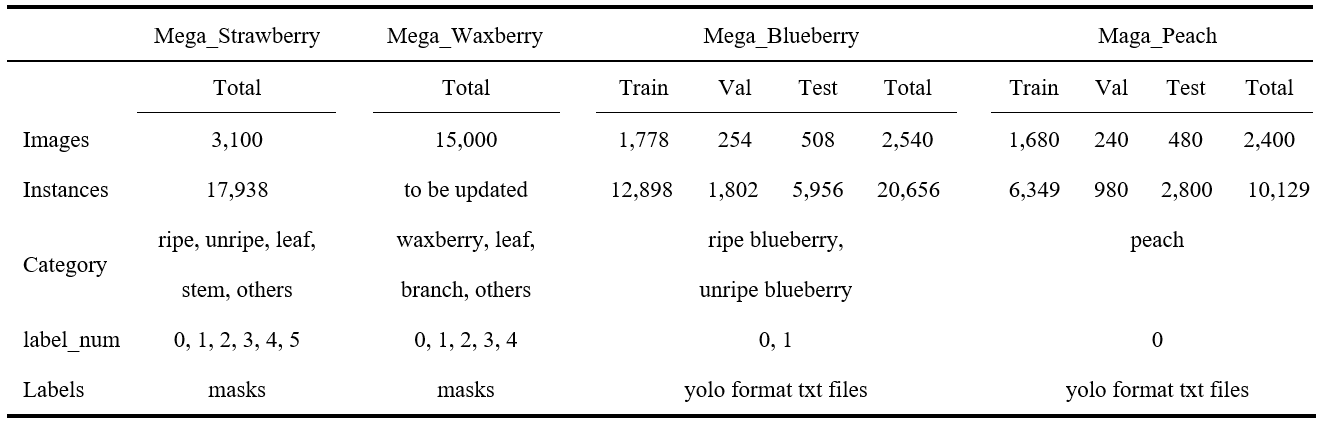 Mega_Strawberry Mega_Waxberry Mega_Blueberry Maga_Peach
Total Total Train Val Test Total Train Val Test Total
Images 3,100 15,000 1,778 254 508 2,540 1,680 240 480 2,400
Instances 17,938 to be updated 12,898 1,802 5,956 20,656 6,349 980 2,800 10,129
Category ripe, unripe, leaf, waxberry, leaf, ripe blueberry, peach
stem, others branch, others unripe blueberry
label_num 0, 1, 2, 3, 4, 5 0, 1, 2, 3, 4 0, 1 0
Labels masks masks yolo format txt files yolo format txt files